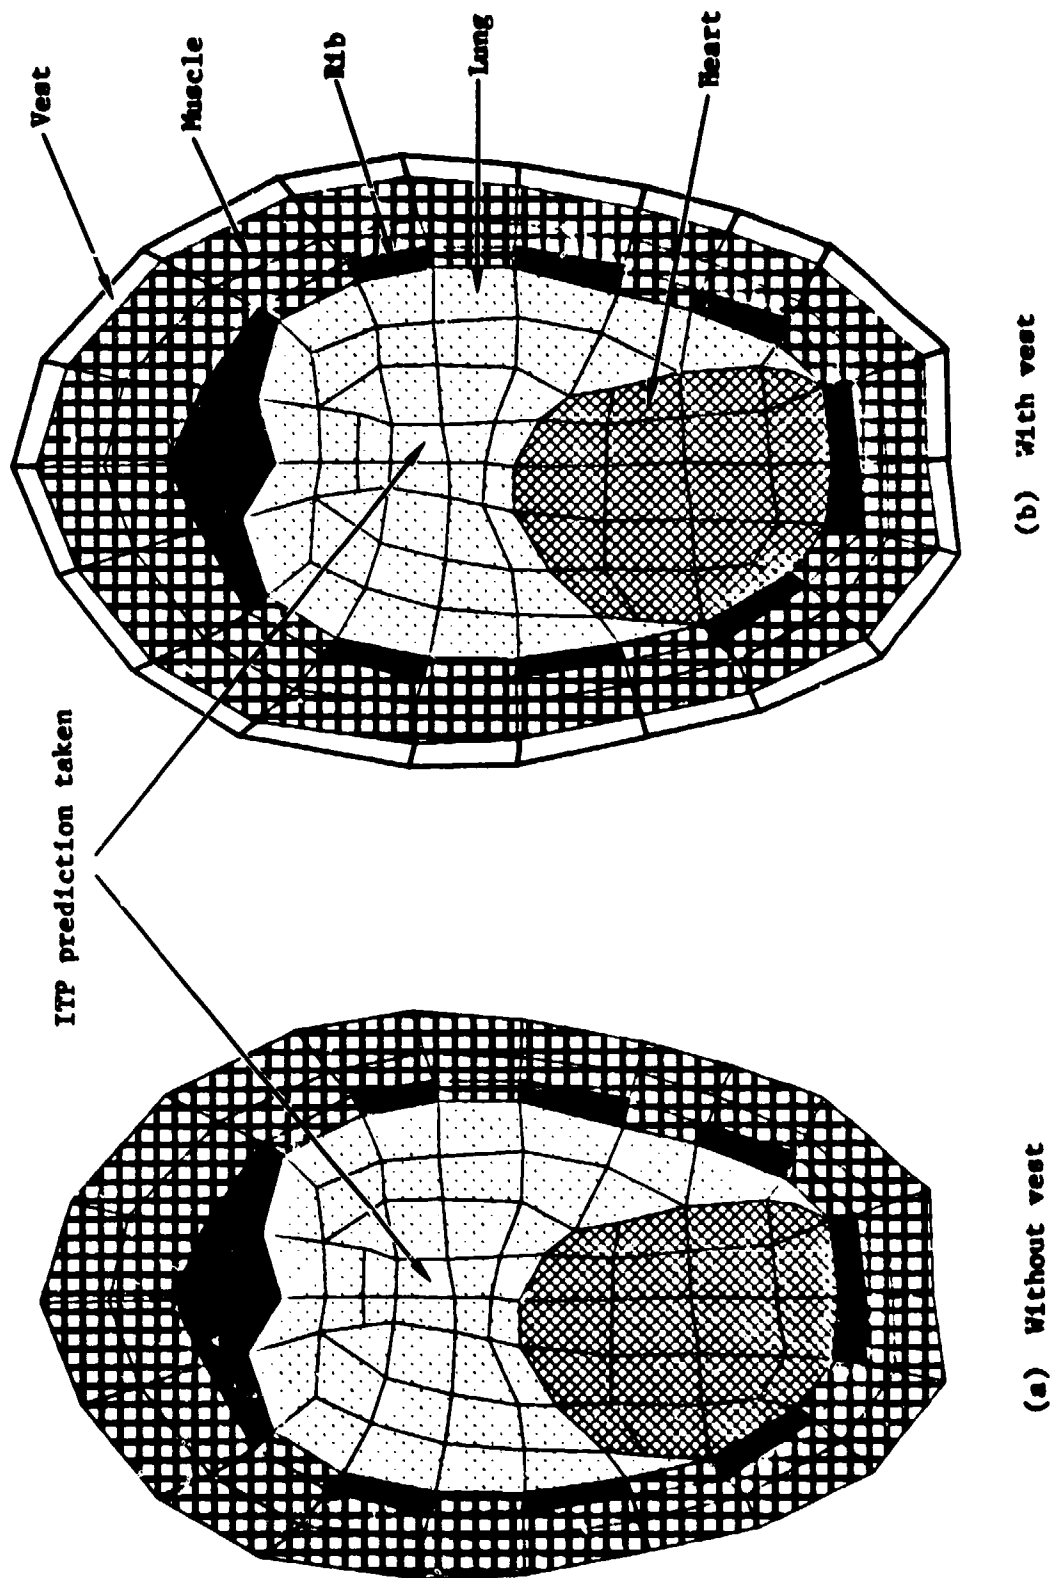 ITP prediction taken
Vest
Muscle
Rib
Lung
Heart
(a) Without vest
(b) With vest